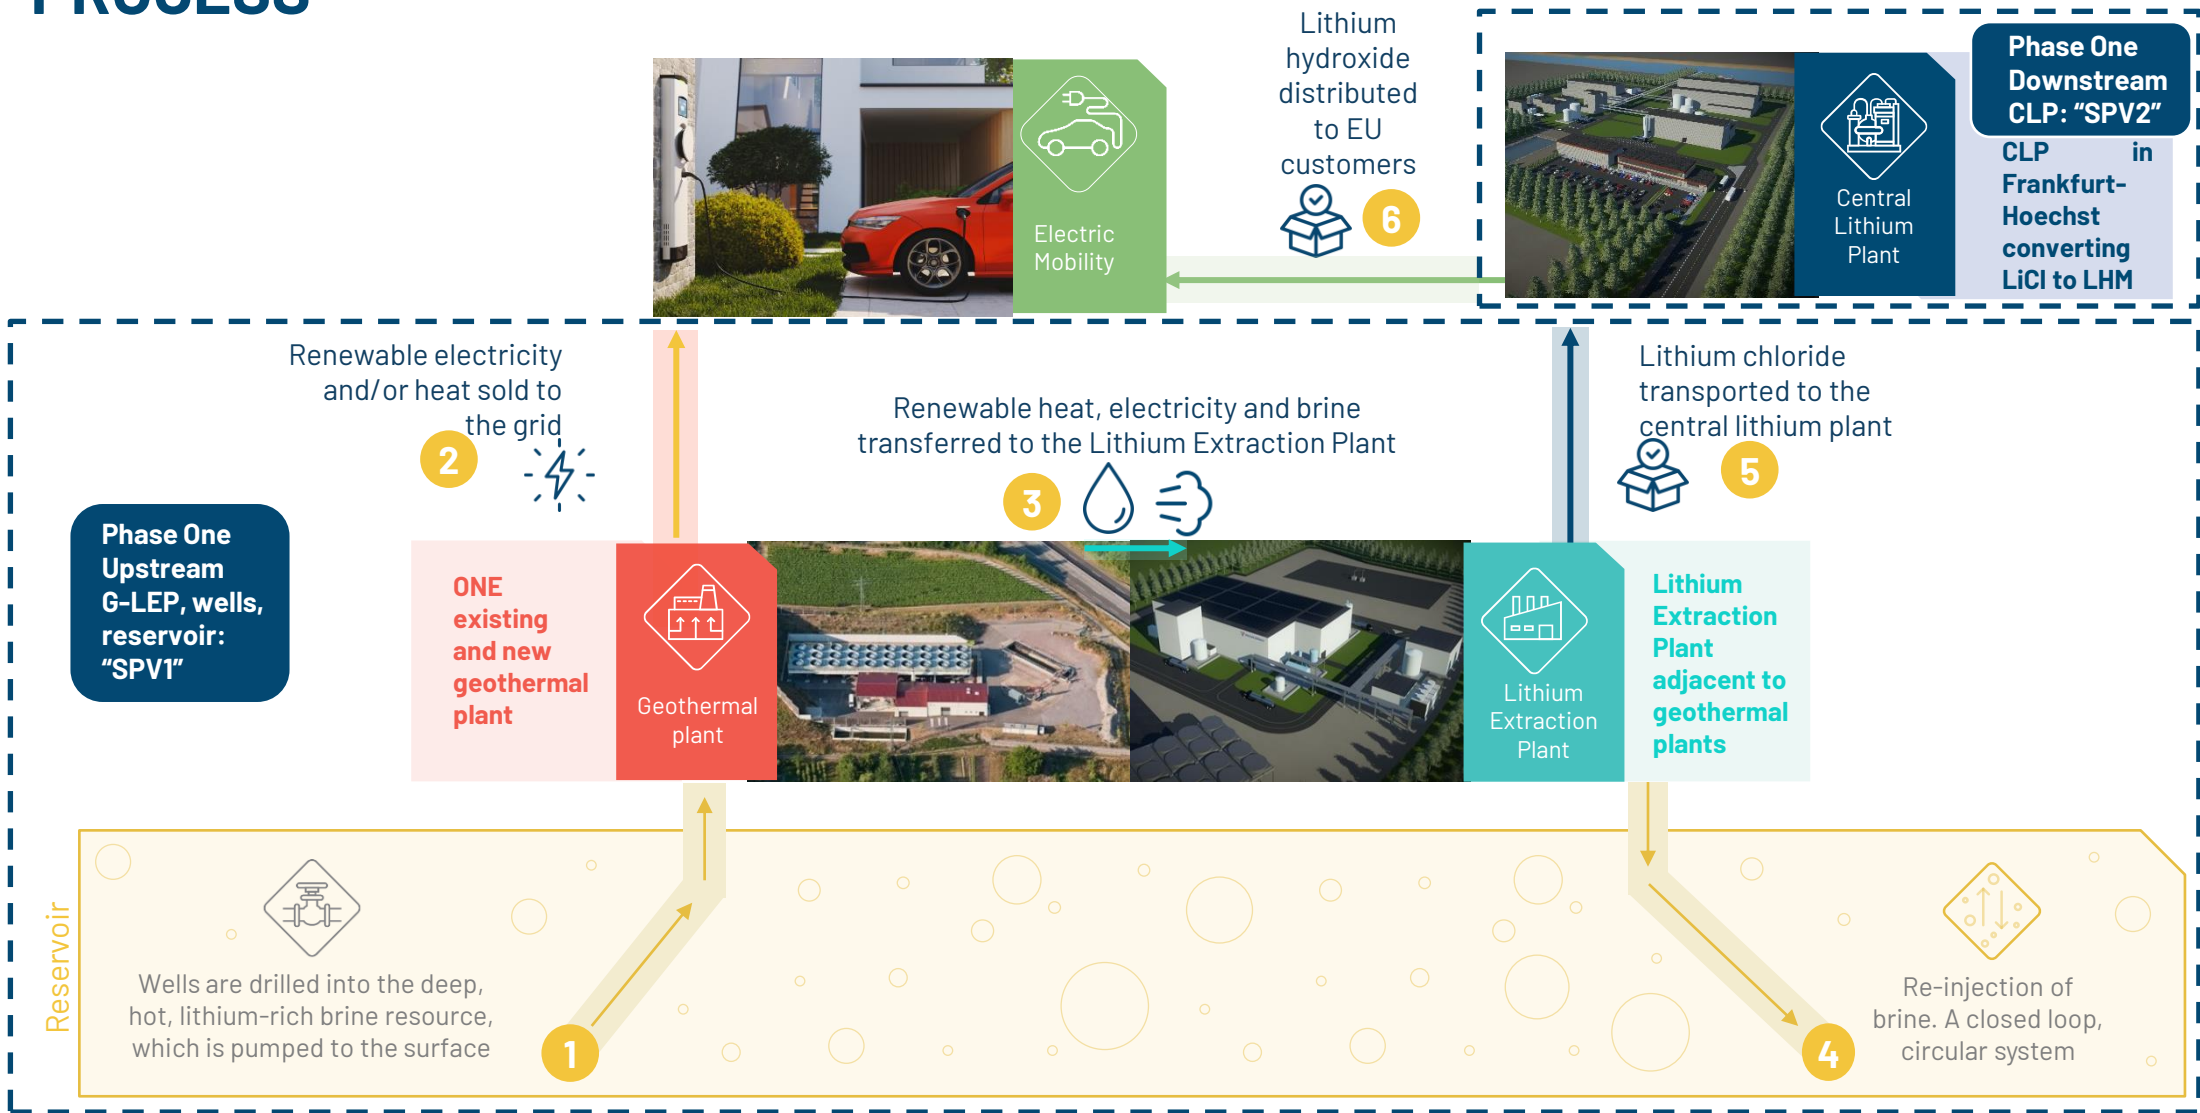 PROCESS
Lithium
hydroxide
distributed
to EU
customers
6
Electric
Mobility
Central
Lithium
Plant
Phase One
Downstream
CLP: “SPV2”
CLP in
Frankfurt-
Hoechst
converting
LiCl to LHM
Renewable electricity
and/or heat sold to
the grid
2
Renewable heat, electricity and brine
transferred to the Lithium Extraction Plant
3
Lithium chloride
transported to the
central lithium plant
5
Phase One
Upstream
G-LEP, wells,
reservoir:
“SPV1”
ONE
existing
and new
geothermal
plant
Geothermal
plant
Lithium
Extraction
Plant
Lithium
Extraction
Plant
adjacent to
geothermal
plants
Reservoir
Wells are drilled into the deep,
hot, lithium-rich brine resource,
which is pumped to the surface
1
4
Re-injection of
brine. A closed loop,
circular system